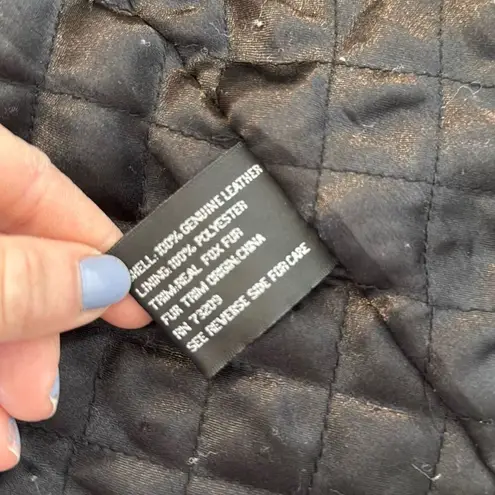 SHELL:100% GENUINE LEATHER
LINING:100% POLYESTER
TRIM:REAL FOX FUR
FUR TRIM ORIGIN:CHINA
RN 73209
SEE REVERSE SIDE FOR CARE